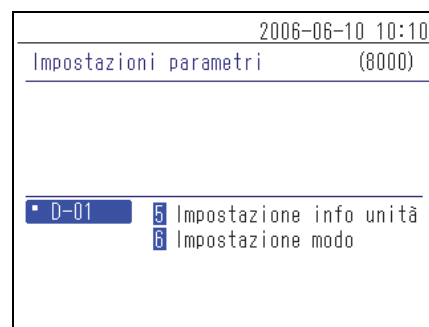 2006-06-10 10:10
Impostazioni parametri (8000)
D-01 5 Impostazione info unità
6 Impostazione modo